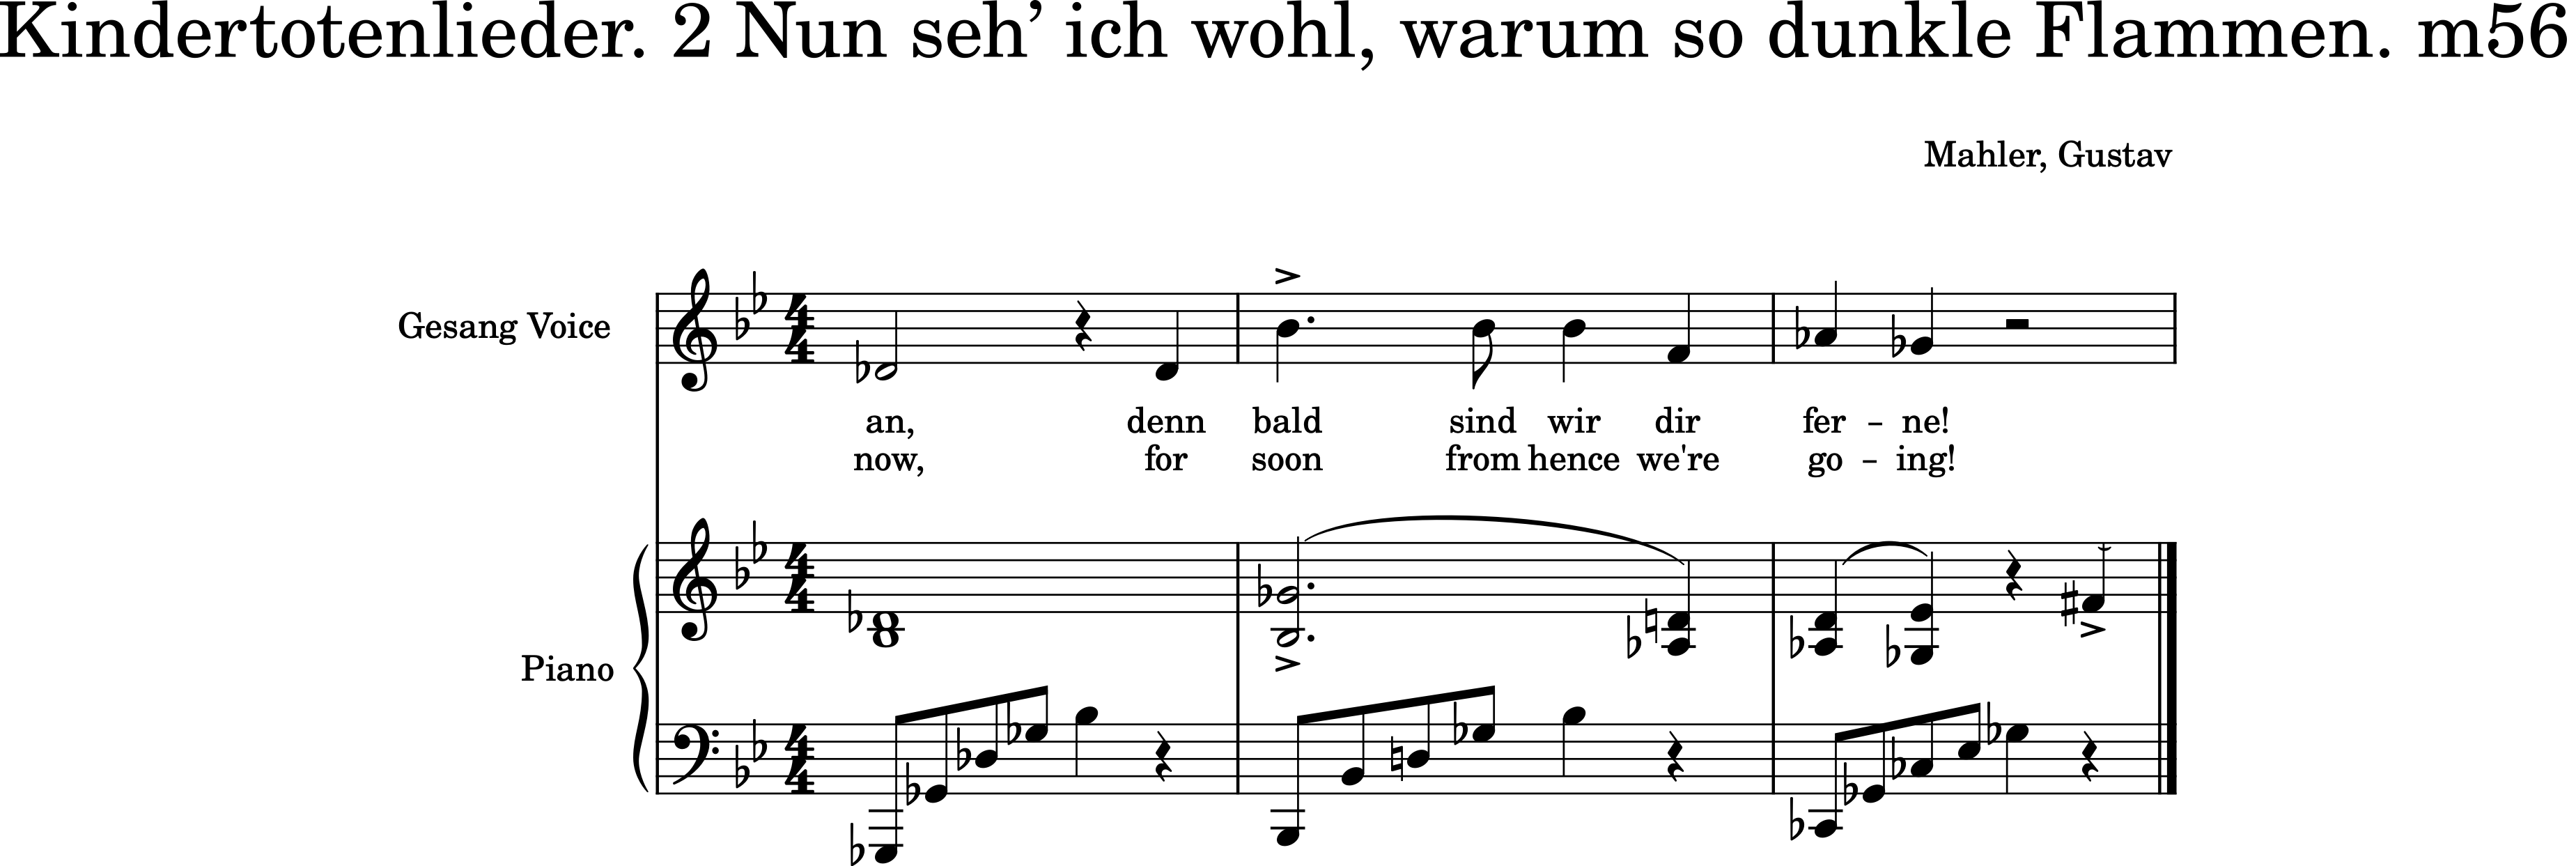 Kindertotenlieder. 2 Nun seh’ ich wohl, warum so dunkle Flammen. m56
Mahler, Gustav
Gesang Voice
an, denn bald sind wir dir fer – ne!
now, for soon from hence we're go – ing!
Piano